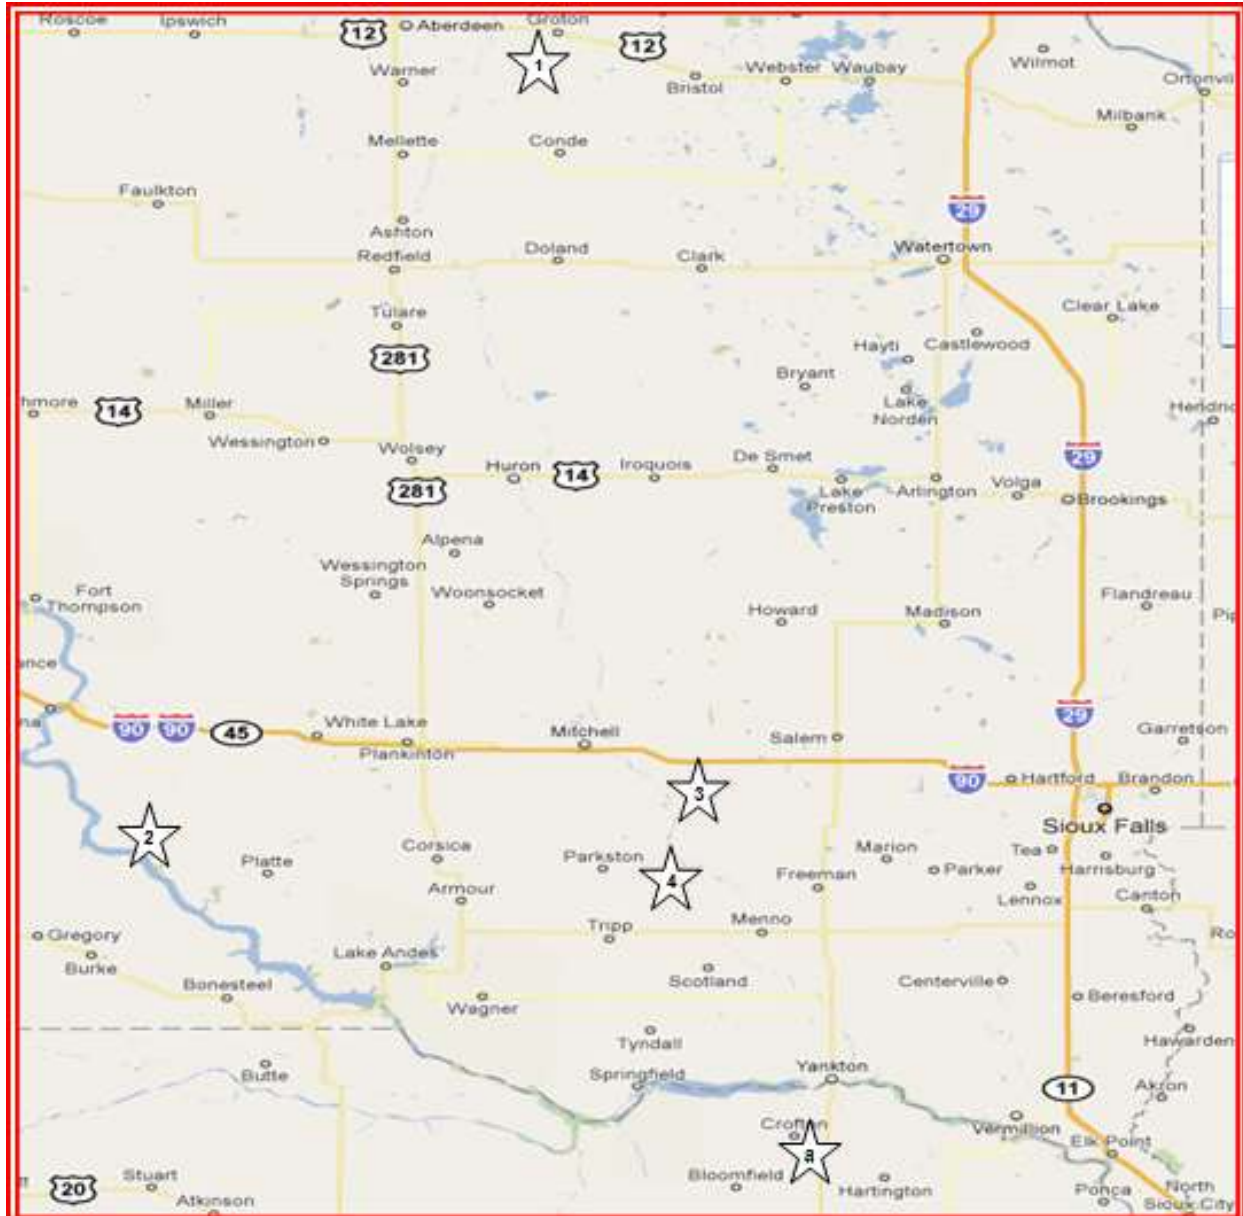 Roscoe Ipswich 12 Aberdeen Groton
1 12
Warner Bristol Webster Waubay Wilmot
Milbank
Mellette Conde
Faulkton
29
Ashton
Redfield Doland Clark Watertown
Tulare Clear Lake
281 Hayti Castlewood
Bryant
14 Miller Lake
Norden
Wessington Wolsey
29
Huron 14 Iroquois De Smet
281 Lake
Preston Arlington Volga Brookings
Alpena
Wessington
Springs Woonsocket
Fort
Thompson Howard Madison Flandreau
90 90 45 White Lake Mitchell Salem 29 Garretson
Plankinton
3 90 Hartford Brandon
2 Sioux Falls
Platte Corsica Parkston 4 Marion Tea
Harrisburg
Armour Freeman Parker Lennox Canton
Gregory Tripp Menno
Burke Lake Andes
Bonesteel Scotland Centerville
Wagner Beresford
Tyndall Hawarden
Butte Springfield Yankton
11 Akron
Crofton Vermillion
Elk Point
20 Stuart Bloomfield
Atkinson Hartington Ponca North
Sioux City